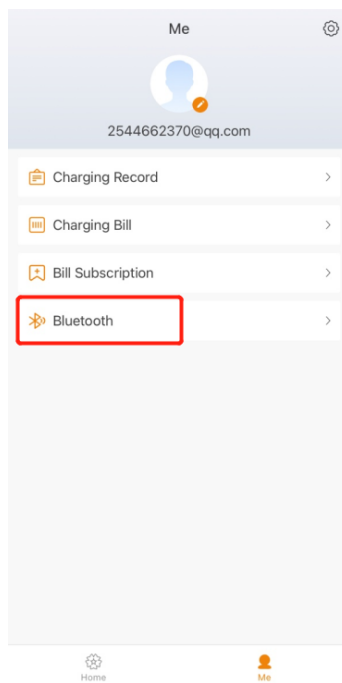 Me
2544662370@qq.com
Charging Record
Charging Bill
Bill Subscription
Bluetooth
Home
Me